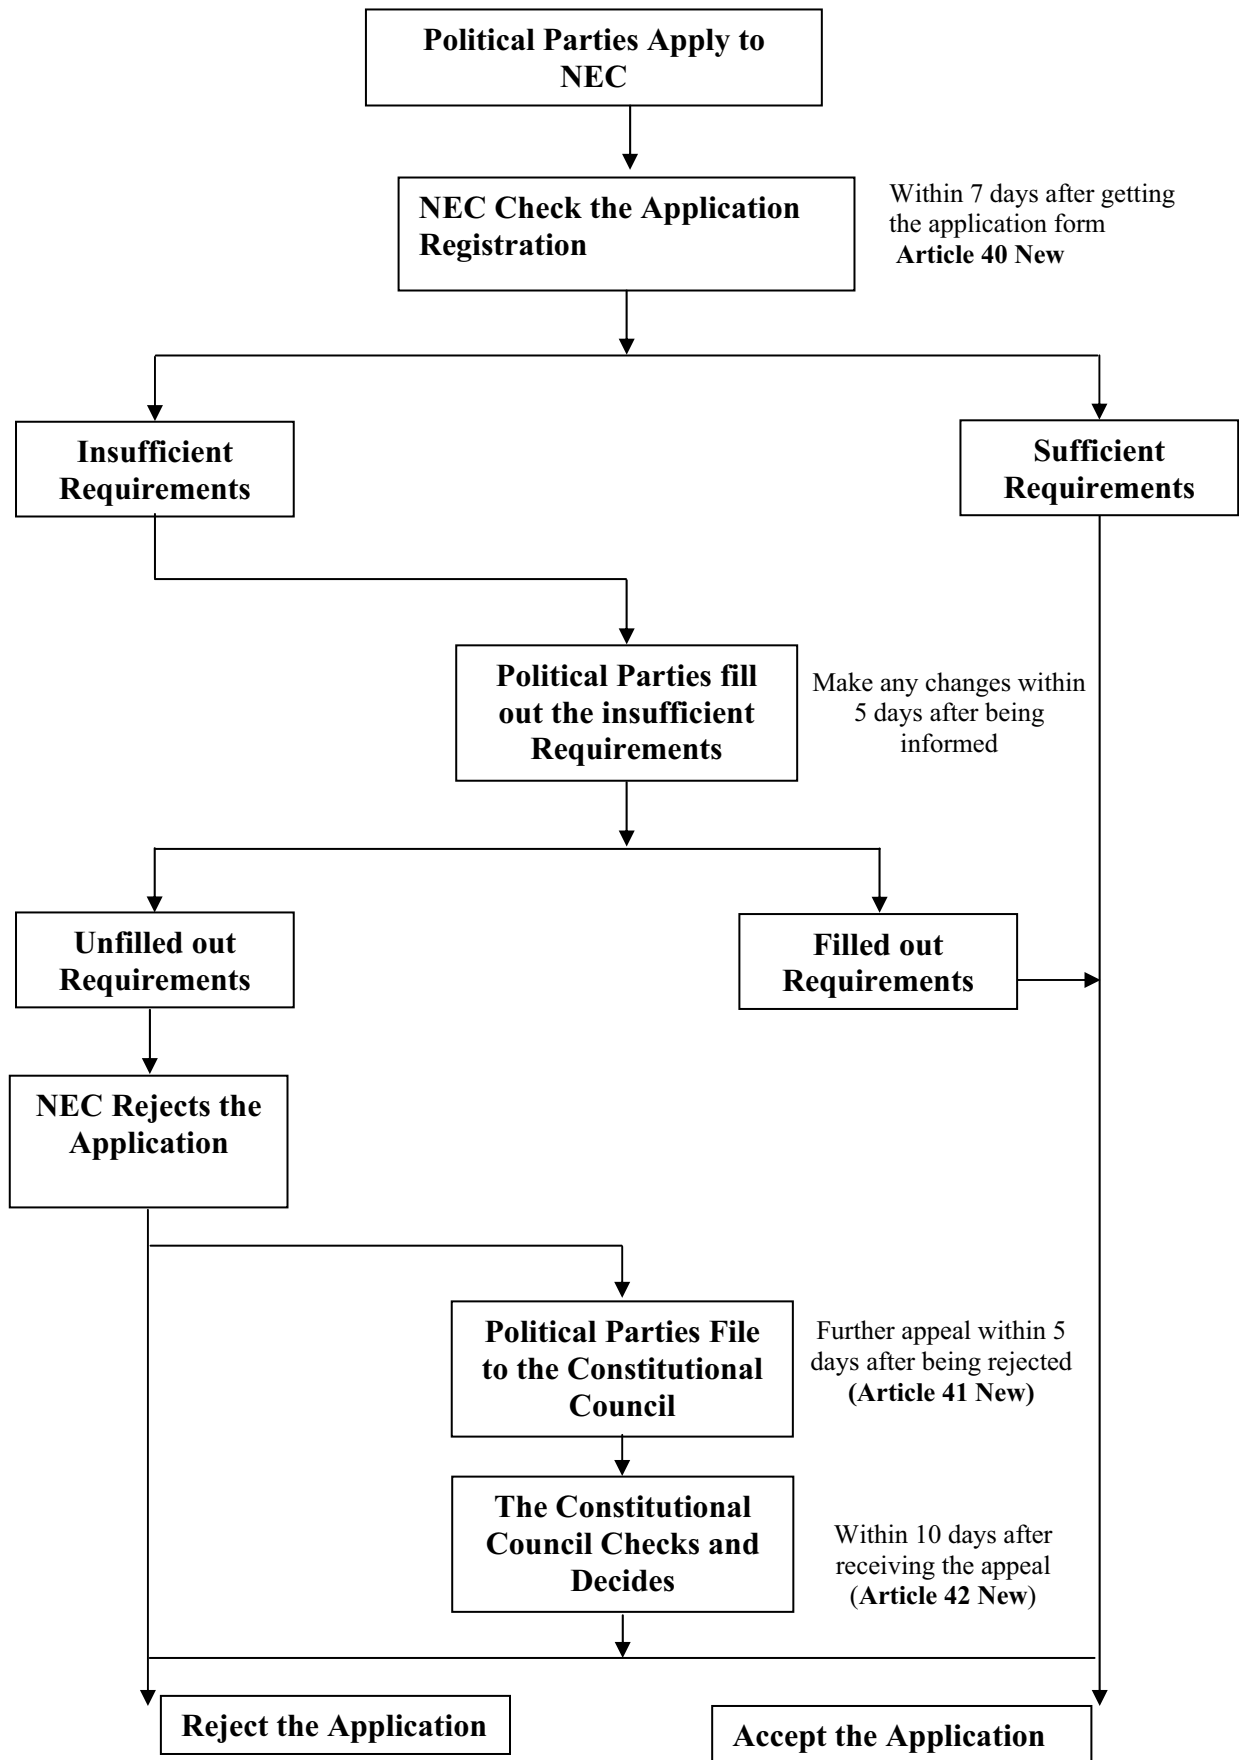 Political Parties Apply to
NEC
NEC Check the Application
Registration
Within 7 days after getting
the application form
Article 40 New
Insufficient
Requirements
Sufficient
Requirements
Political Parties fill
out the insufficient
Requirements
Make any changes within
5 days after being
informed
Unfilled out
Requirements
Filled out
Requirements
NEC Rejects the
Application
Political Parties File
to the Constitutional
Council
Further appeal within 5
days after being rejected
(Article 41 New)
The Constitutional
Council Checks and
Decides
Within 10 days after
receiving the appeal
(Article 42 New)
Reject the Application
Accept the Application